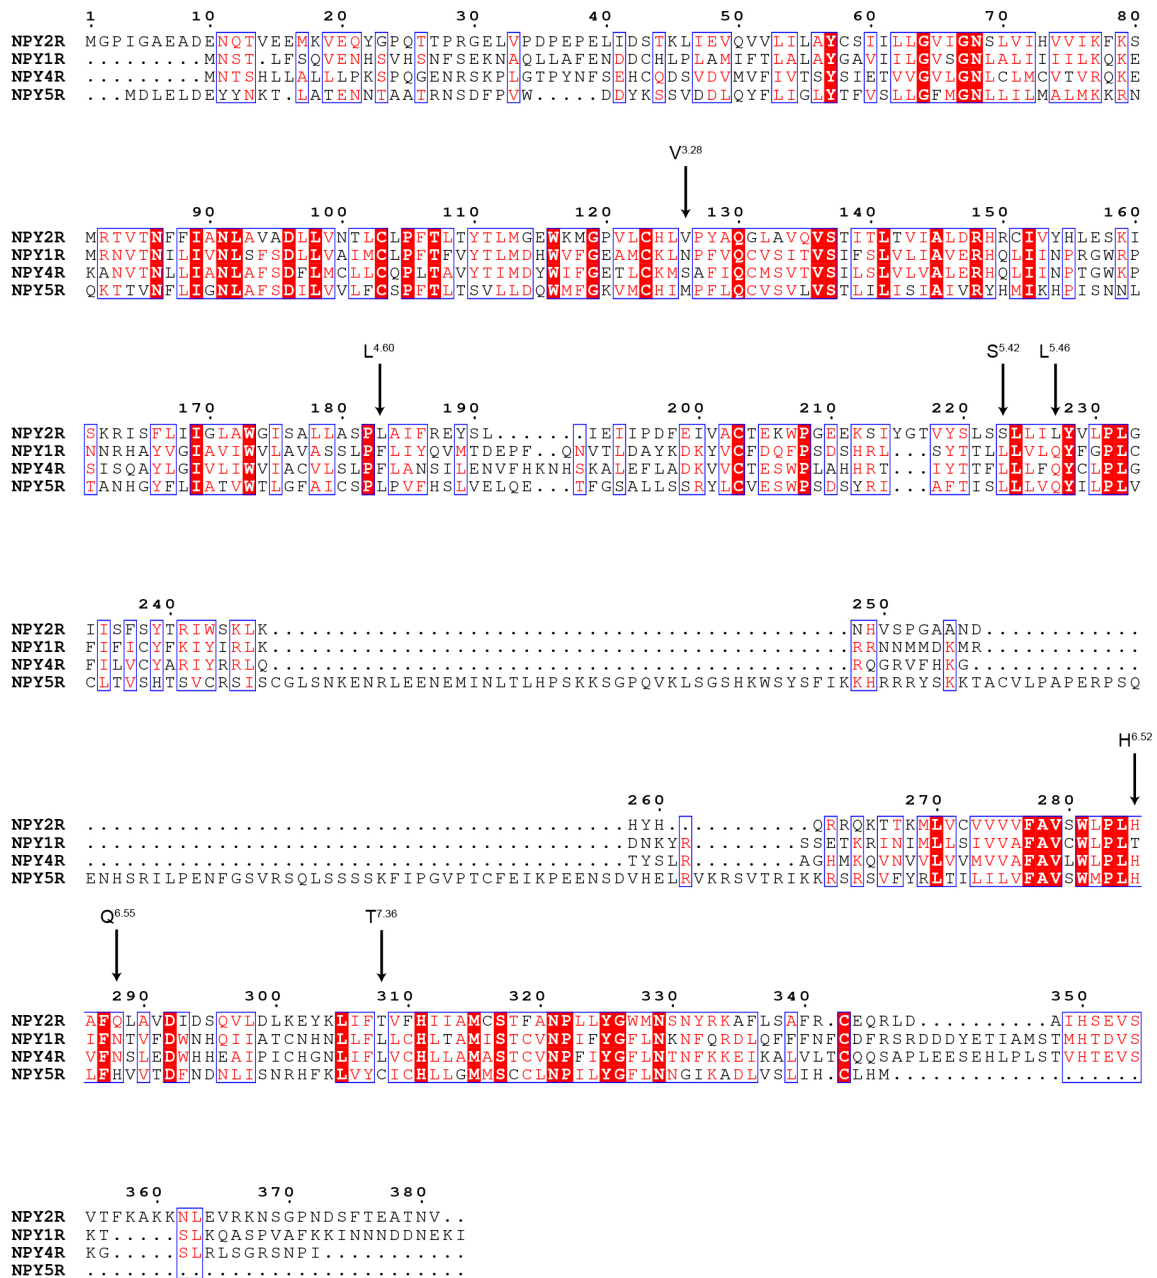 1 10 20 30 40 50 60 70 80
NPY2R MGPIGAEADENQTVEEMKVEQYGPQTTPRGELVPDPEPELIDSTKLIEVQVVLILAYCSIILLGVIGNSLVIHVVIKFKS
NPY1R .........MNST.LFSQVENHSVHSNFSEKNAQLLAFENDDCHLPLAMIFTLALAYGAVIILGVSGNLALIIIILKQKE
NPY4R .........MNTSHLLALLLPKSPQGENRSKPLGTPYNFSEHCQDSVDVMVFIVTSYSIETVVGVLGNLCLMCVTVRQKE
NPY5R ...MDLELDEYYNKT.LATENNTAATRNSDFPVW.....DDYKSSVDDLQYFLIGLYTFVSLLGFMGNLLILMALMKKRN
V3.28
90 100 110 120 130 140 150 160
NPY2R MRTVTNFFIANLAVADLLVNTLCLPFTLTYTLMGEWKMGPVLCHLVPYAQGLAVQVSTITLTVIALDRHRCIVYHLESKI
NPY1R MRNVTNILIVNLSFSDLLVAIMCLPFTFVYTLMDHWVFGEAMCKLNPFVQCVSITVSIFSLVLIAVERHQLIINPRGWRP
NPY4R KANVTNLLIANLAFSDFLMCLLCQPLTAVYTIMDYWIFGETLCKMSAFIQCMSVTVSILSLVLVALERHQLIINPTGWKP
NPY5R QKTTVNFLIGNLAFSDILVVLFCSPFTLTSVLLDQWMFGKVMCHIMPFLQCVSVLVSTLILISIAIVRYHMIKHPISNNL
L4.60 S5.42 L5.46
170 180 190 200 210 220 230
NPY2R SKRISFLIIGLAWGISALLASPLAIFREYSL.......IEIIPDFEIVACTEKWPGEEKSIYGTVYSLSSLLILYVLPLG
NPY1R NNRHAYVGIAVIWVLAVASSLPFLIYQVMTDEPF..QNVTLDAYKDKYVCFDQFPSDSHRL...SYTTLLLVLQYFGPLC
NPY4R SISQAYLGIVLIWVIACVLSLPFLANSILENVFHKNHSKALEFLADKVVCTESWPLAHHRT...IYTTFLLLFQYCLPLG
NPY5R TANHGYFLIATVWTLGFAICSPLPVFHSLVELQE...TFGSALLSSRYLCVESWPSDSYRI...AFTISLLLVQYILPLV
240 250
NPY2R IISFSYTRIWSKLK............................................NHVSPGAAND............
NPY1R FIFICYFKIYIRLK............................................RRNNMMDKMR............
NPY4R FILVCYARIYRRLQ............................................RQGRVFHKG.............
NPY5R CLTVSHTSVCRSISCGLSNKENRLEENEMINLTLHPSKKSGPQVKLSGSHKWSYSFIKKHRRRYSKKTACVLPAPERPSQ
H6.52
260 270 280
NPY2R .........................................HYH...........QRRQKTTKMLVCVVVVFAVSWLPLH
NPY1R .........................................DNKYR........SSETKRINIMLLSIVVAFAVCWLPLT
NPY4R .........................................TYSLR........AGHMKQVNVVLVVMVVAFAVLWLPLH
NPY5R ENHSRILPENFGSVRSQLSSSSKFIPGVPTCFEIKPEENSDVHELRVKRSVTRIKKRSRSVFYRLTILILVFAVSWMPLH
Q6.55 T7.36
290 300 310 320 330 340 350
NPY2R AFQLAVDIDSQVLDLKEYKLIFTVFHIIAMCSTFANPLLYGWMNSNYRKAFLSAFR.CEQRLD..........AIHSEVS
NPY1R IFNTVFDWNHQIIATCNHNLLFLLCHLTAMISTCVNPIFYGFLNKNFQRDLQFFFNFCDFRSRDDDYETIAMSTMHTDVS
NPY4R VFNSLEDWHHEAIPICHGNLIFLVCHLLAMASTCVNPFIYGFLNTNFKKEIKALVLTCQQSAPLEESEHLPLSTVHTEVS
NPY5R LFHVVTDFNDNLISNRHFKLVYCICHLLGMMSCCLNPILYGFLNNGIKADLVSLIH.CLHM...................
360 370 380
NPY2R VTFKAKKNLEVRKNSGPNDSFTEATNV..
NPY1R KT.....SLKQASPVAFKKINNNDDNEKI
NPY4R KG.....SLRLSGRSNPI...........
NPY5R .............................